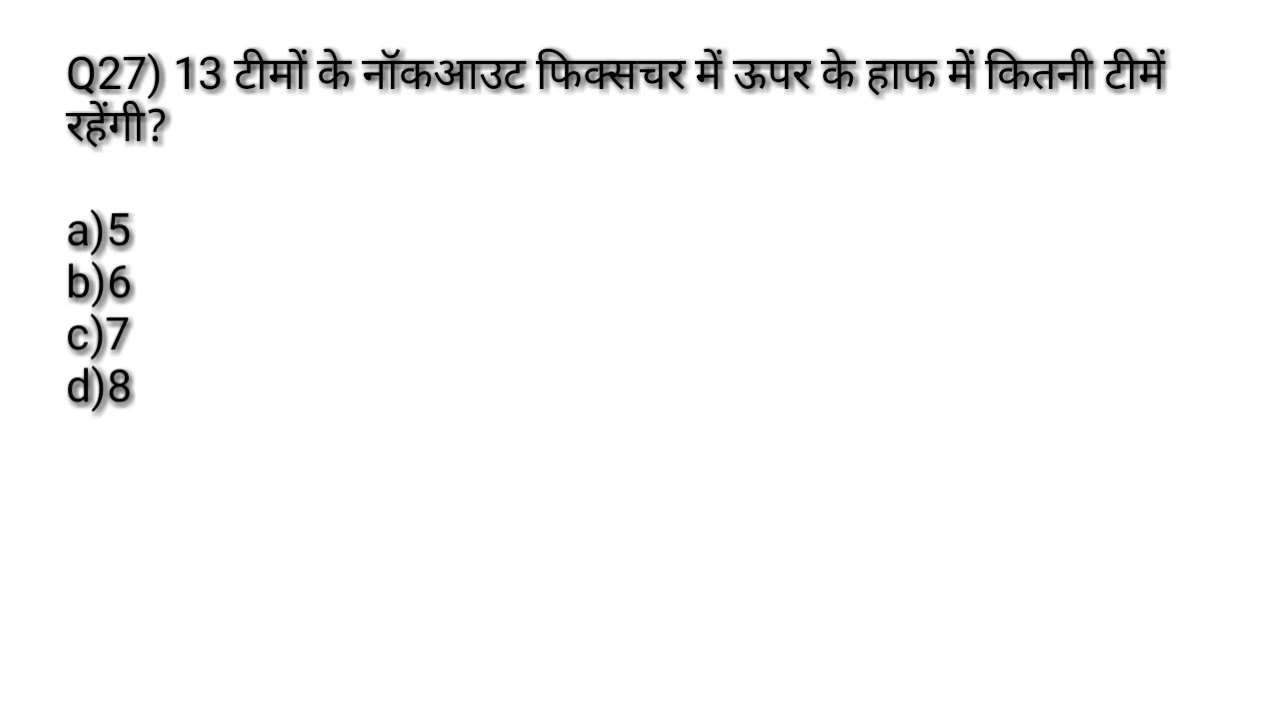 Q27) 13 टीमों के नॉकआउट फिक्सचर में ऊपर के हाफ में कितनी टीमें
रहेंगी?
a)5
b)6
c)7
d)8